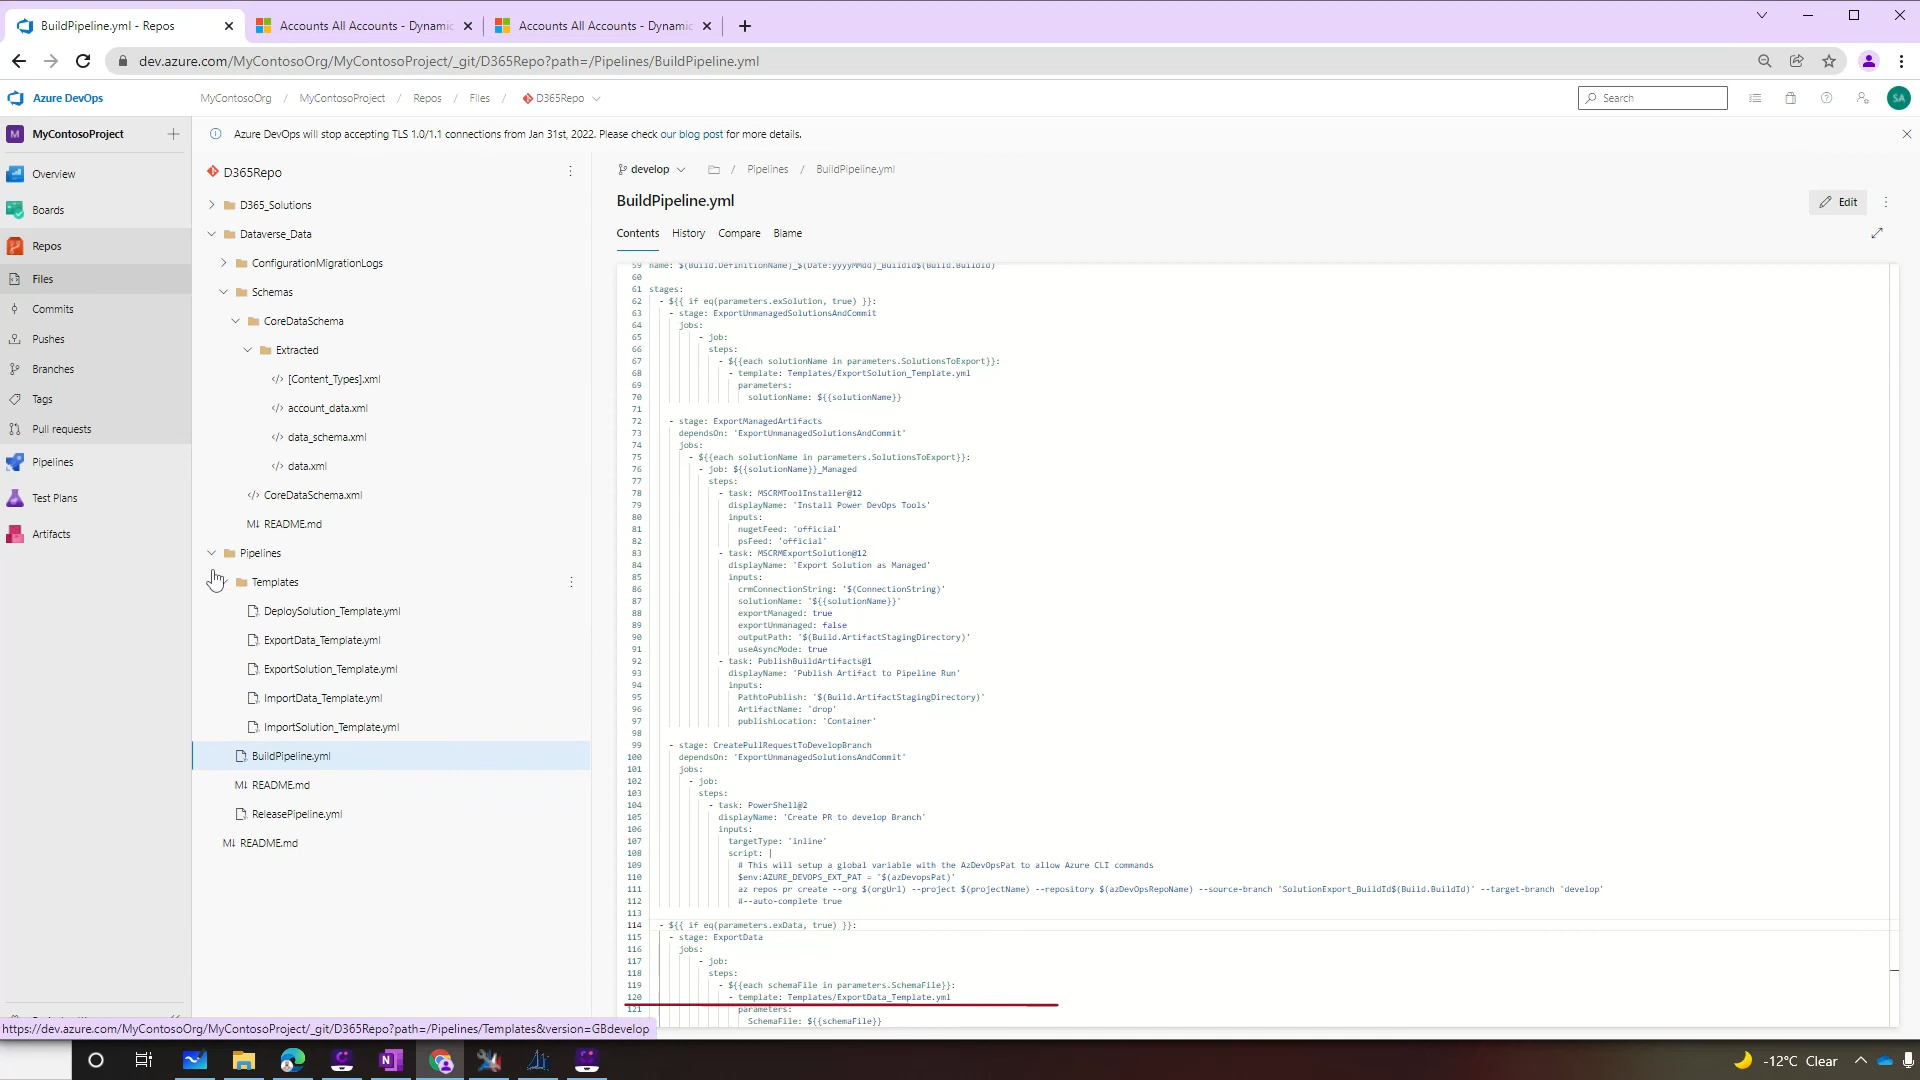 BuildPipeline.yml - Repos
Accounts All Accounts - Dynamic
Accounts All Accounts - Dynamic
dev.azure.com/MyContosoOrg/MyContosoProject/_git/D365Repo?path=/Pipelines/BuildPipeline.yml
Azure DevOps
MyContosoOrg / MyContosoProject / Repos / Files / D365Repo
Search
SA
M MyContosoProject
Azure DevOps will stop accepting TLS 1.0/1.1 connections from Jan 31st, 2022. Please check our blog post for more details.
Overview
Boards
Repos
Files
Commits
Pushes
Branches
Tags
Pull requests
Pipelines
Test Plans
Artifacts
D365Repo
D365_Solutions
Dataverse_Data
ConfigurationMigrationLogs
Schemas
CoreDataSchema
Extracted
</> [Content_Types].xml
</> account_data.xml
</> data_schema.xml
</> data.xml
</> CoreDataSchema.xml
M↓ README.md
Pipelines
Templates
DeploySolution_Template.yml
ExportData_Template.yml
ExportSolution_Template.yml
ImportData_Template.yml
ImportSolution_Template.yml
BuildPipeline.yml
M↓ README.md
ReleasePipeline.yml
M↓ README.md
develop / Pipelines / BuildPipeline.yml
BuildPipeline.yml
Edit
Contents History Compare Blame
59 name: $(Build.DefinitionName)_$(Date:yyyyMMdd)_BuildId$(Build.BuildId)
60
61 stages:
62 - ${{ if eq(parameters.exSolution, true) }}:
63 - stage: ExportUnmanagedSolutionsAndCommit
64 jobs:
65 - job:
66 steps:
67 - ${{each solutionName in parameters.SolutionsToExport}}:
68 - template: Templates/ExportSolution_Template.yml
69 parameters:
70 solutionName: ${{solutionName}}
71
72 - stage: ExportManagedArtifacts
73 dependsOn: 'ExportUnmanagedSolutionsAndCommit'
74 jobs:
75 - ${{each solutionName in parameters.SolutionsToExport}}:
76 - job: ${{solutionName}}_Managed
77 steps:
78 - task: MSCRMToolInstaller@12
79 displayName: 'Install Power DevOps Tools'
80 inputs:
81 nugetFeed: 'official'
82 psFeed: 'official'
83 - task: MSCRMExportSolution@12
84 displayName: 'Export Solution as Managed'
85 inputs:
86 crmConnectionString: '$(ConnectionString)'
87 solutionName: '${{solutionName}}'
88 exportManaged: true
89 exportUnmanaged: false
90 outputPath: '$(Build.ArtifactStagingDirectory)'
91 useAsyncMode: true
92 - task: PublishBuildArtifacts@1
93 displayName: 'Publish Artifact to Pipeline Run'
94 inputs:
95 PathtoPublish: '$(Build.ArtifactStagingDirectory)'
96 ArtifactName: 'drop'
97 publishLocation: 'Container'
98
99 - stage: CreatePullRequestToDevelopBranch
100 dependsOn: 'ExportUnmanagedSolutionsAndCommit'
101 jobs:
102 - job:
103 steps:
104 - task: PowerShell@2
105 displayName: 'Create PR to develop Branch'
106 inputs:
107 targetType: 'inline'
108 script: |
109 # This will setup a global variable with the AzDevOpsPat to allow Azure CLI commands
110 $env:AZURE_DEVOPS_EXT_PAT = '$(azDevopsPat)'
111 az repos pr create --org $(orgUrl) --project $(projectName) --repository $(azDevOpsRepoName) --source-branch 'SolutionExport_BuildId$(Build.BuildId)' --target-branch 'develop'
112 #--auto-complete true
113
114 - ${{ if eq(parameters.exData, true) }}:
115 - stage: ExportData
116 jobs:
117 - job:
118 steps:
119 - ${{each schemaFile in parameters.SchemaFile}}:
120 - template: Templates/ExportData_Template.yml
121 parameters:
SchemaFile: ${{schemaFile}}
https://dev.azure.com/MyContosoOrg/MyContosoProject/_git/D365Repo?path=/Pipelines/Templates&version=GBdevelop
-12°C Clear